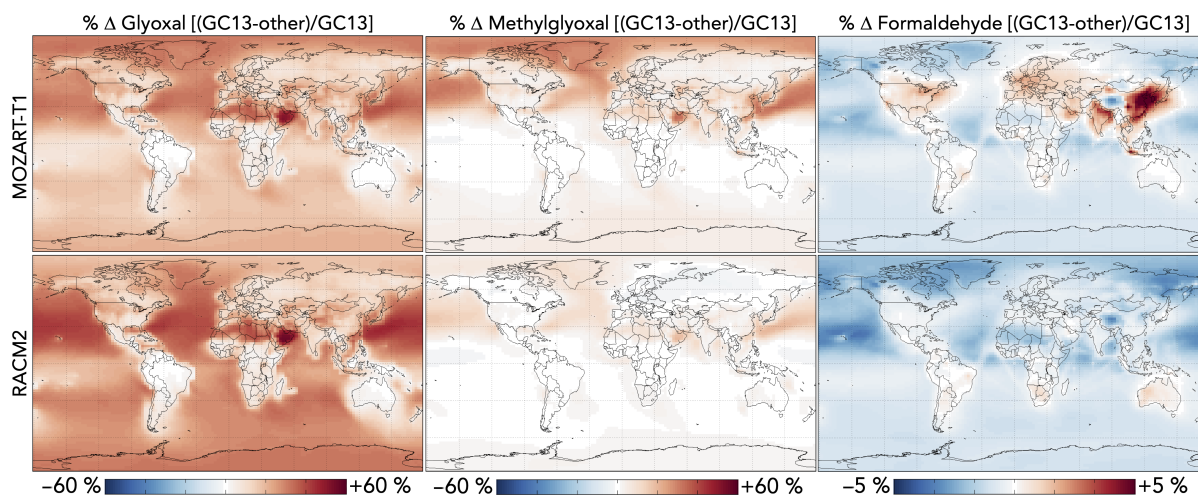 % Δ Glyoxal [(GC13-other)/GC13]
% Δ Methylglyoxal [(GC13-other)/GC13]
% Δ Formaldehyde [(GC13-other)/GC13]
MOZART-T1
RACM2
–60 %
+60 %
–60 %
+60 %
–5 %
+5 %